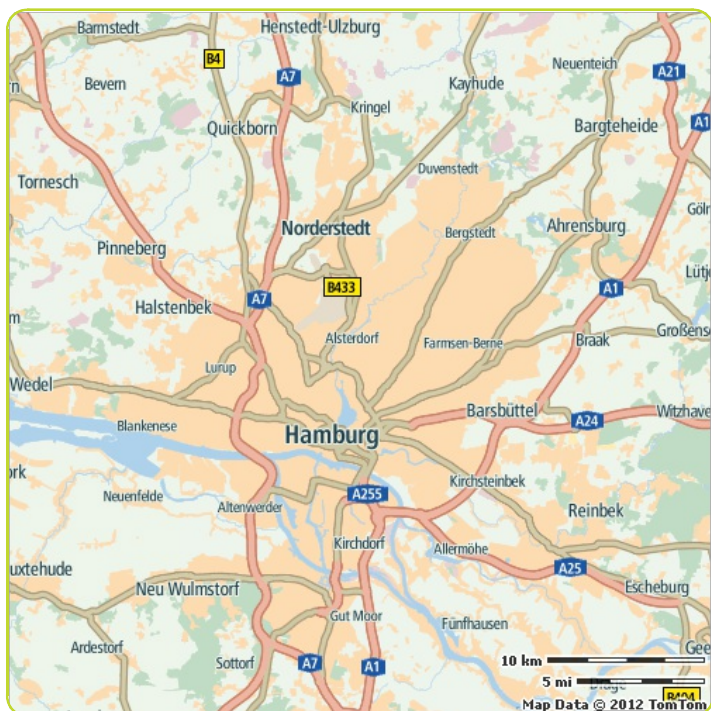 Barmstedt
Henstedt-Ulzburg
B4
A7
A21
Neuenteich
Bevern
Kayhude
Kringel
Quickborn
Bargteheide
A1
Tornesch
Duvenstedt
Norderstedt
Bergstedt
Ahrensburg
Pinneberg
B433
A7
A1
Halstenbek
Alsterdorf
Farmsen-Berne
Braak
Lurup
Wedel
Barsbüttel
Witzhave
A24
Blankenese
Hamburg
Kirchsteinbek
A255
Neuenfelde
Altenwerder
Reinbek
Kirchdorf
Allermöhe
A25
uxtehude
Neu Wulmstorf
Escheburg
Gut Moor
Fünfhausen
Ardestorf
Sottorf
A7
A1
10 km
5 mi
B404
Map Data © 2012 TomTom